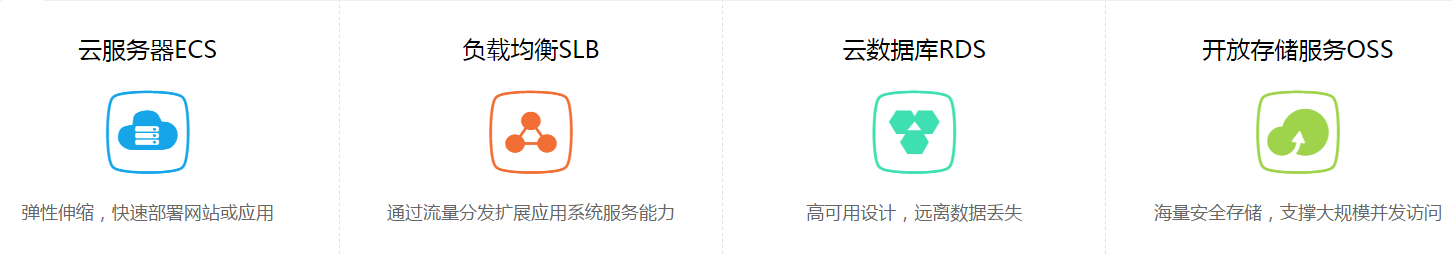 云服务器ECS
弹性伸缩，快速部署网站或应用
负载均衡SLB
通过流量分发扩展应用系统服务能力
云数据库RDS
高可用设计，远离数据丢失
开放存储服务OSS
海量安全存储，支撑大规模并发访问